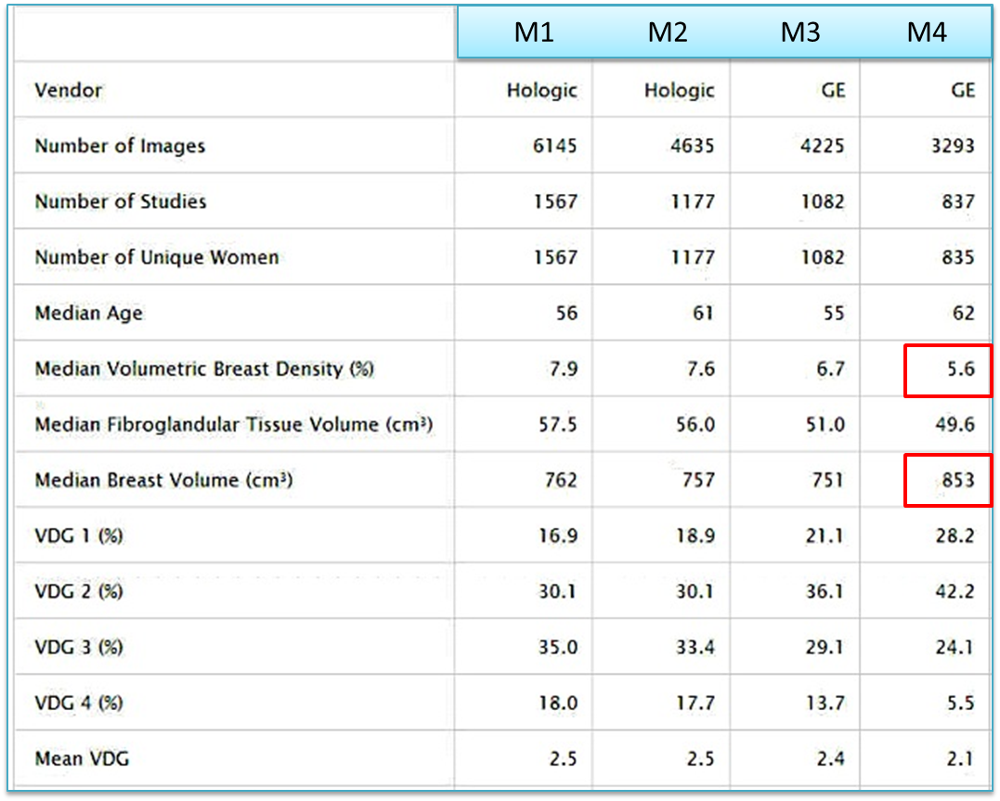 M1 M2 M3 M4
Vendor Hologic Hologic GE GE
Number of Images 6145 4635 4225 3293
Number of Studies 1567 1177 1082 837
Number of Unique Women 1567 1177 1082 835
Median Age 56 61 55 62
Median Volumetric Breast Density (%) 7.9 7.6 6.7 5.6
Median Fibroglandular Tissue Volume (cm³) 57.5 56.0 51.0 49.6
Median Breast Volume (cm³) 762 757 751 853
VDG 1 (%) 16.9 18.9 21.1 28.2
VDG 2 (%) 30.1 30.1 36.1 42.2
VDG 3 (%) 35.0 33.4 29.1 24.1
VDG 4 (%) 18.0 17.7 13.7 5.5
Mean VDG 2.5 2.5 2.4 2.1